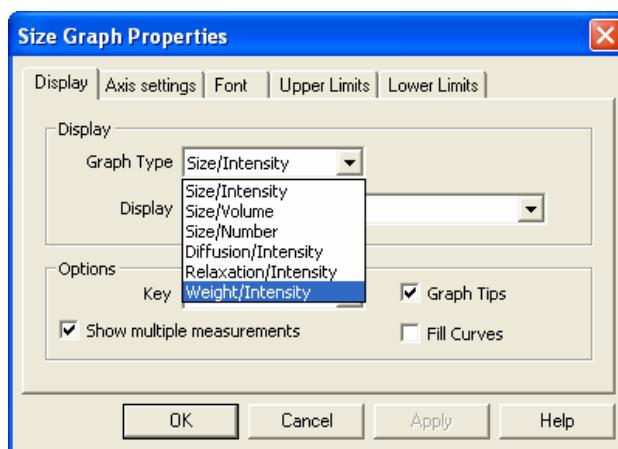 Size Graph Properties
Display Axis settings Font Upper Limits Lower Limits
Display
Graph Type Size/Intensity
Size/Intensity
Size/Volume
Display
Size/Number
Diffusion/Intensity
Relaxation/Intensity
Options
Key Weight/Intensity Graph Tips
Show multiple measurements Fill Curves
OK Cancel Apply Help